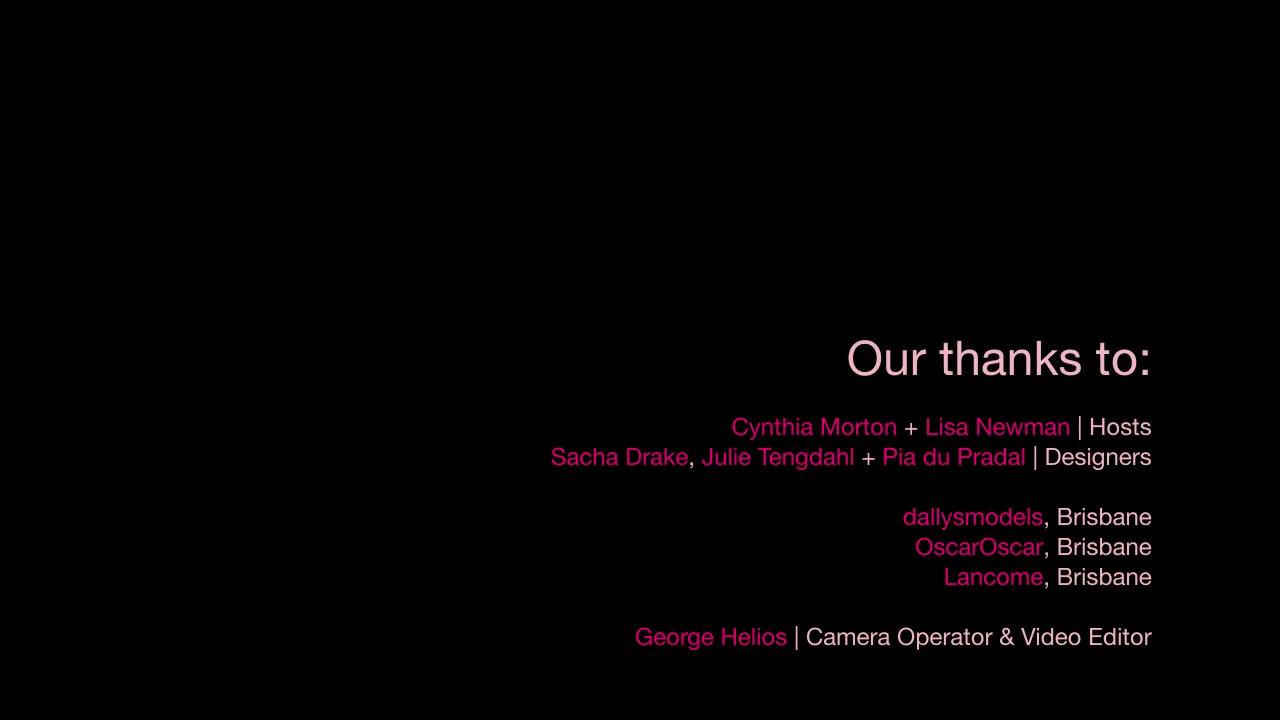 Our thanks to:
Cynthia Morton + Lisa Newman | Hosts
Sacha Drake, Julie Tengdahl + Pia du Pradal | Designers
dallysmodels, Brisbane
OscarOscar, Brisbane
Lancome, Brisbane
George Helios | Camera Operator & Video Editor